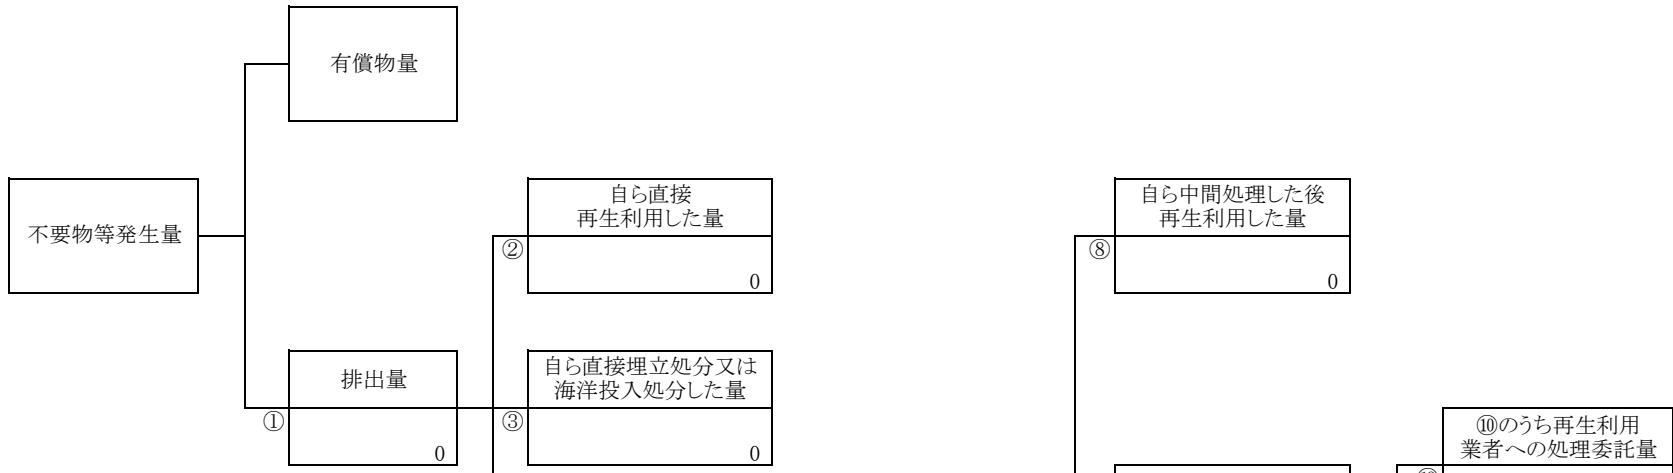 有償物量
不要物等発生量
自ら直接
再生利用した量
②
0
自ら中間処理した後
再生利用した量
⑧
0
排出量
①
0
自ら直接埋立処分又は
海洋投入処分した量
③
0
⑩のうち再生利用
業者への処理委託量